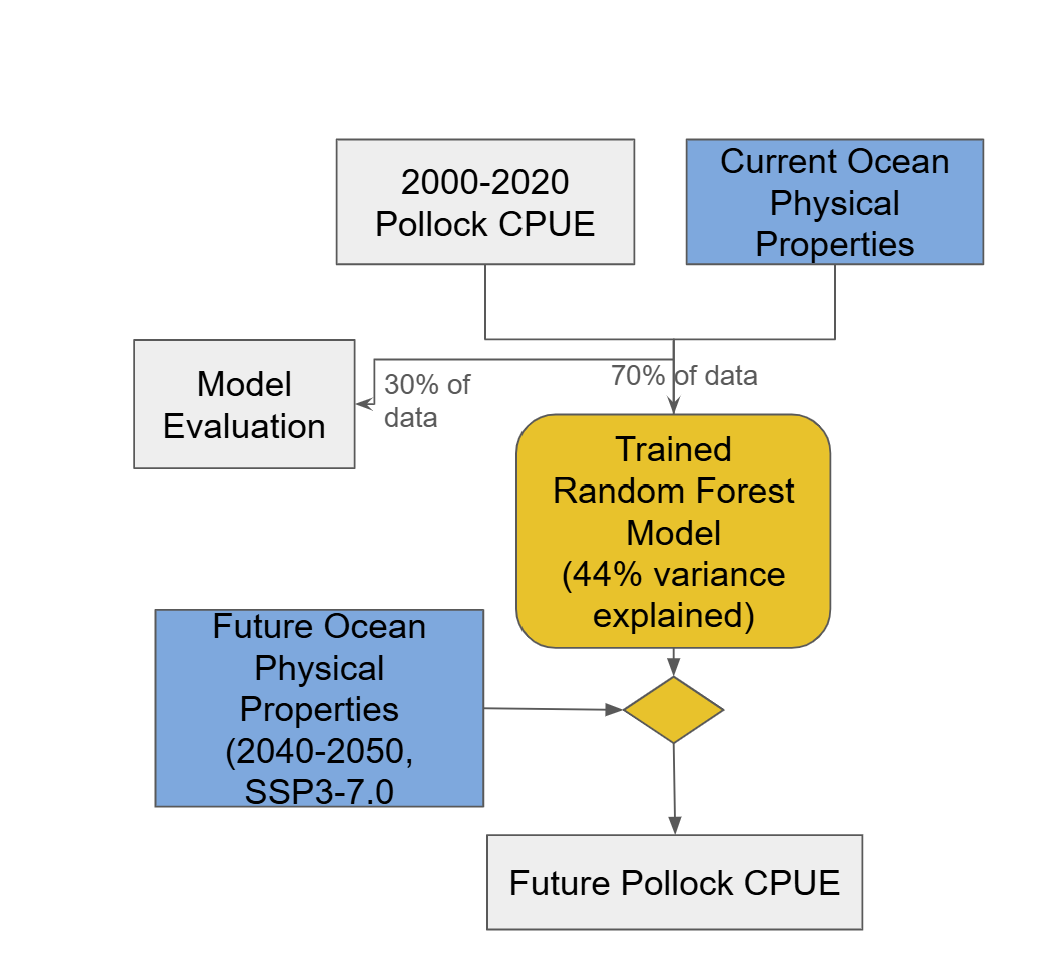 2000-2020
Pollock CPUE
Current Ocean
Physical
Properties
Model
Evaluation
30% of
data
70% of data
Trained
Random Forest
Model
(44% variance
explained)
Future Ocean
Physical
Properties
(2040-2050,
SSP3-7.0
Future Pollock CPUE